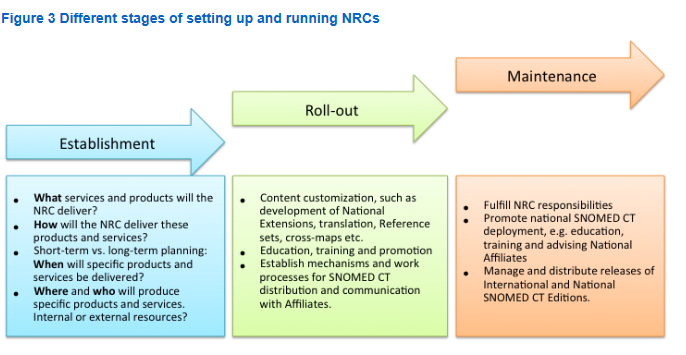 Figure 3 Different stages of setting up and running NRCs
Establishment
Roll-out
Maintenance
• What services and products will the
NRC deliver?
• How will the NRC deliver these
products and services?
• Short-term vs. long-term planning:
When will specific products and
services be delivered?
• Where and who will produce
specific products and services.
Internal or external resources?
• Content customization, such as
development of National
Extensions, translation, Reference
sets, cross-maps etc.
• Education, training and promotion
• Establish mechanisms and work
processes for SNOMED CT
distribution and communication
with Affiliates.
• Fulfill NRC responsibilities
• Promote national SNOMED CT
deployment, e.g. education,
training and advising National
Affiliates
• Manage and distribute releases of
International and National
SNOMED CT Editions.